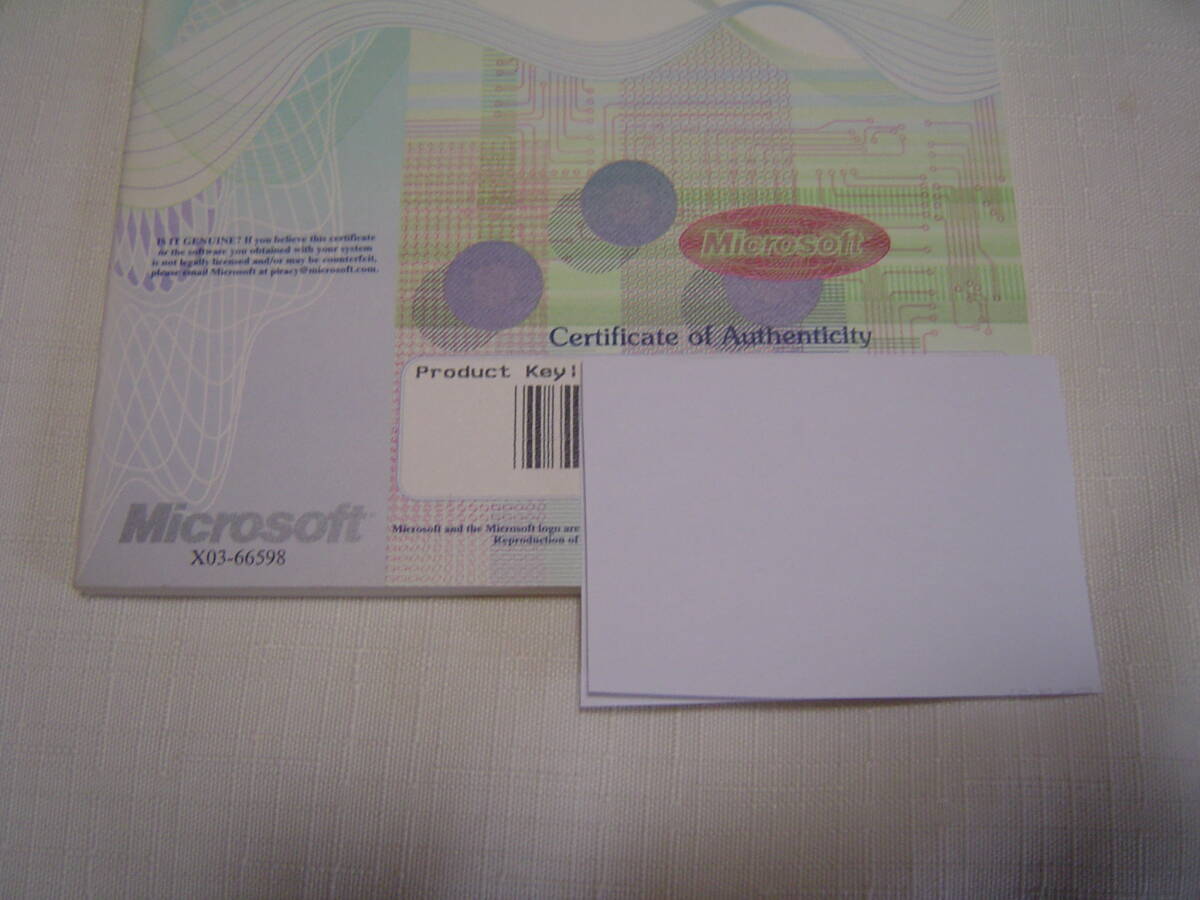 IS IT GENUINE? If you believe this certificate
or the software you obtained with your system
is not legally licensed and/or may be counterfeit,
please email Microsoft at piracy@microsoft.com.
Microsoft
Certificate of Authenticity
Product Key:
Microsoft
X03-66598
Microsoft and the Microsoft logo are
Reproduction of